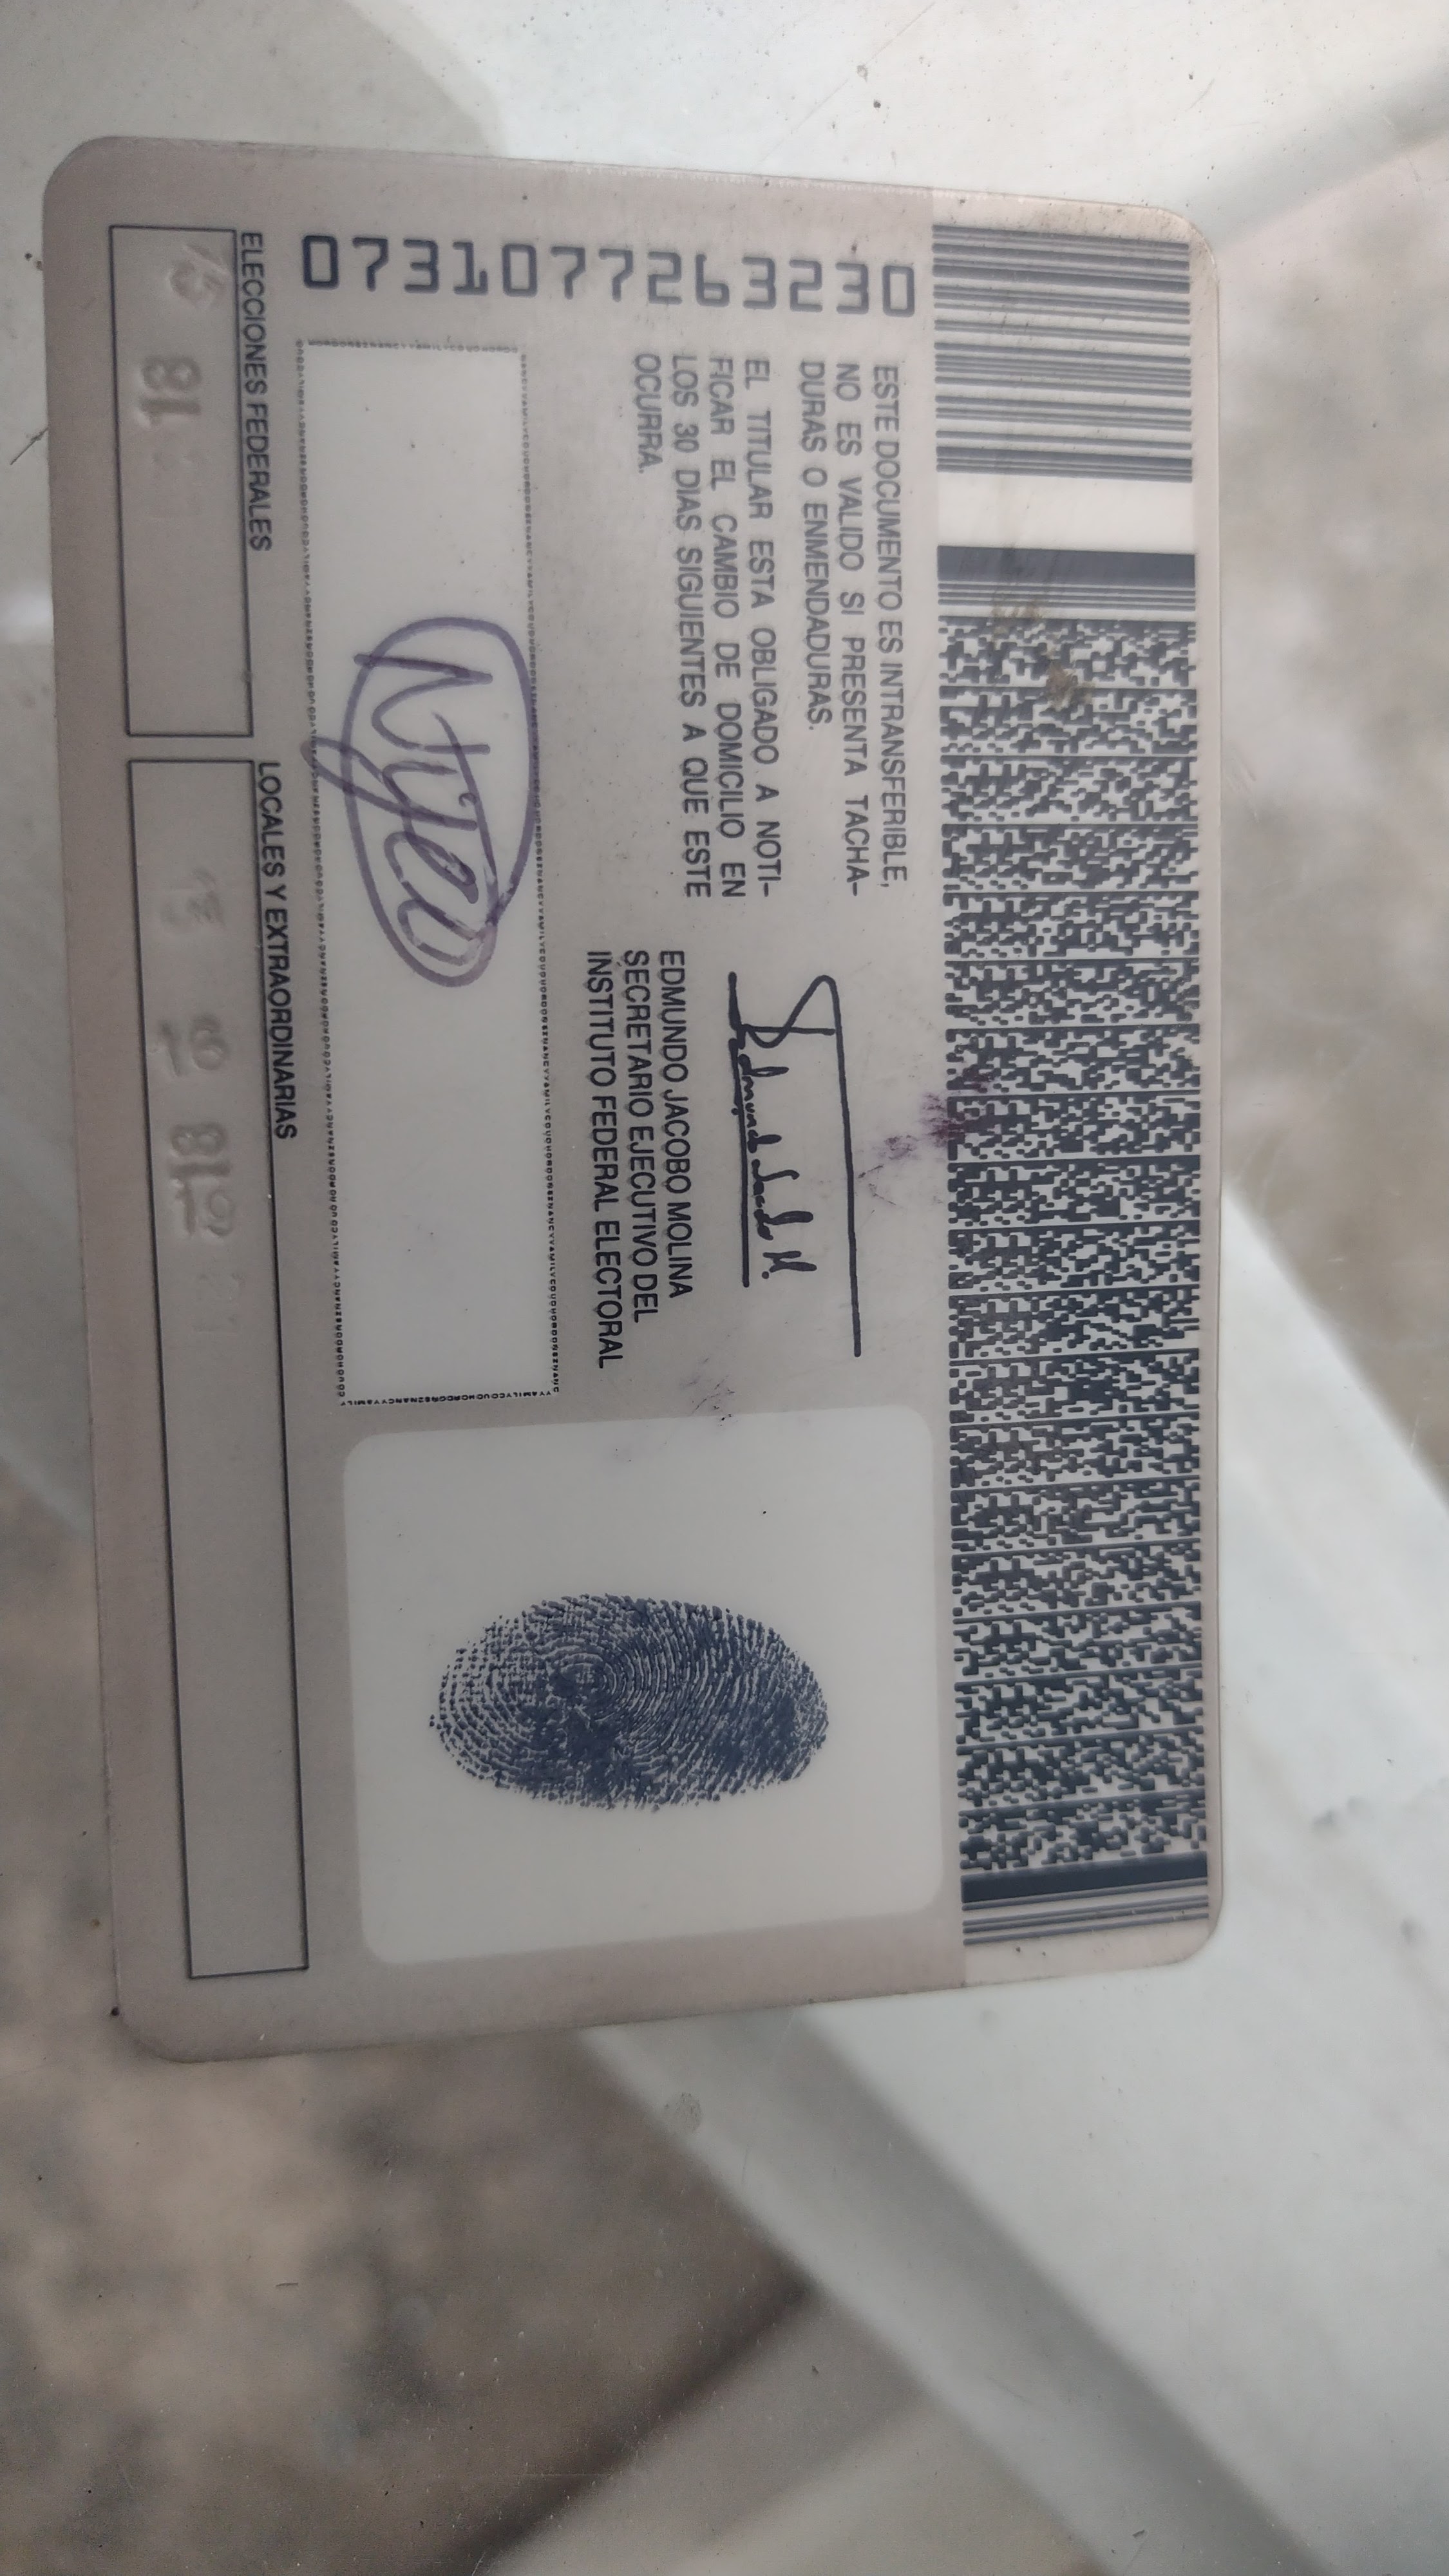 0731077263230
ESTE DOCUMENTO ES INTRANSFERIBLE,
NO ES VALIDO SI PRESENTA TACHA-
DURAS O ENMENDADURAS.
EL TITULAR ESTA OBLIGADO A NOTI-
FICAR EL CAMBIO DE DOMICILIO EN
LOS 30 DIAS SIGUIENTES A QUE ESTE
OCURRA.
EDMUNDO JACOBO MOLINA
SECRETARIO EJECUTIVO DEL
INSTITUTO FEDERAL ELECTORAL
ELECCIONES FEDERALES
LOCALES Y EXTRAORDINARIAS